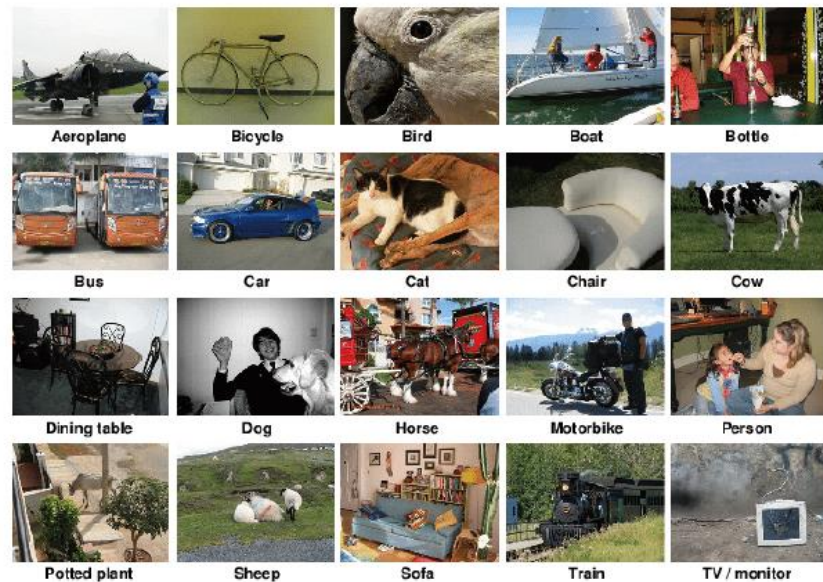 Aeroplane
Bicycle
Bird
Boat
Bottle
Bus
Car
Cat
Chair
Cow
Dining table
Dog
Horse
Motorbike
Person
Potted plant
Sheep
Sofa
Train
TV / monitor